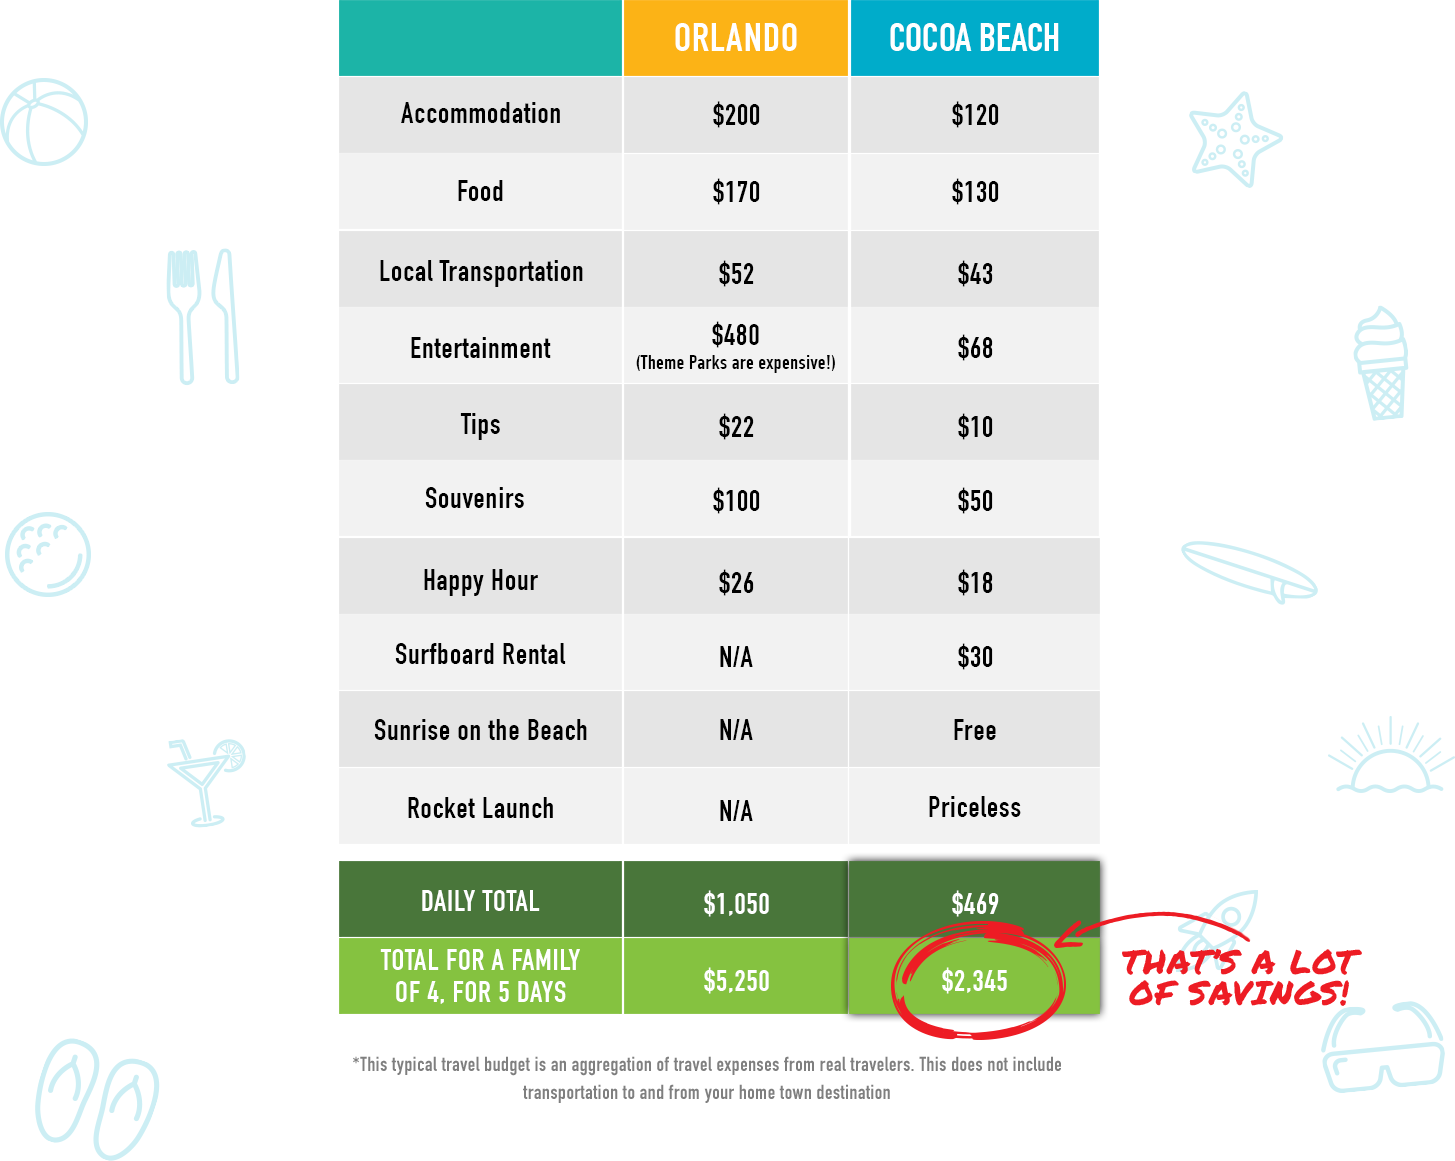 ORLANDO COCOA BEACH
Accommodation $200 $120
Food $170 $130
Local Transportation $52 $43
Entertainment $480 $68
(Theme Parks are expensive!)
Tips $22 $10
Souvenirs $100 $50
Happy Hour $26 $18
Surfboard Rental N/A $30
Sunrise on the Beach N/A Free
Rocket Launch N/A Priceless
DAILY TOTAL $1,050 $469
TOTAL FOR A FAMILY
OF 4, FOR 5 DAYS $5,250 $2,345
THAT'S A LOT
OF SAVINGS!
*This typical travel budget is an aggregation of travel expenses from real travelers. This does not include
transportation to and from your home town destination